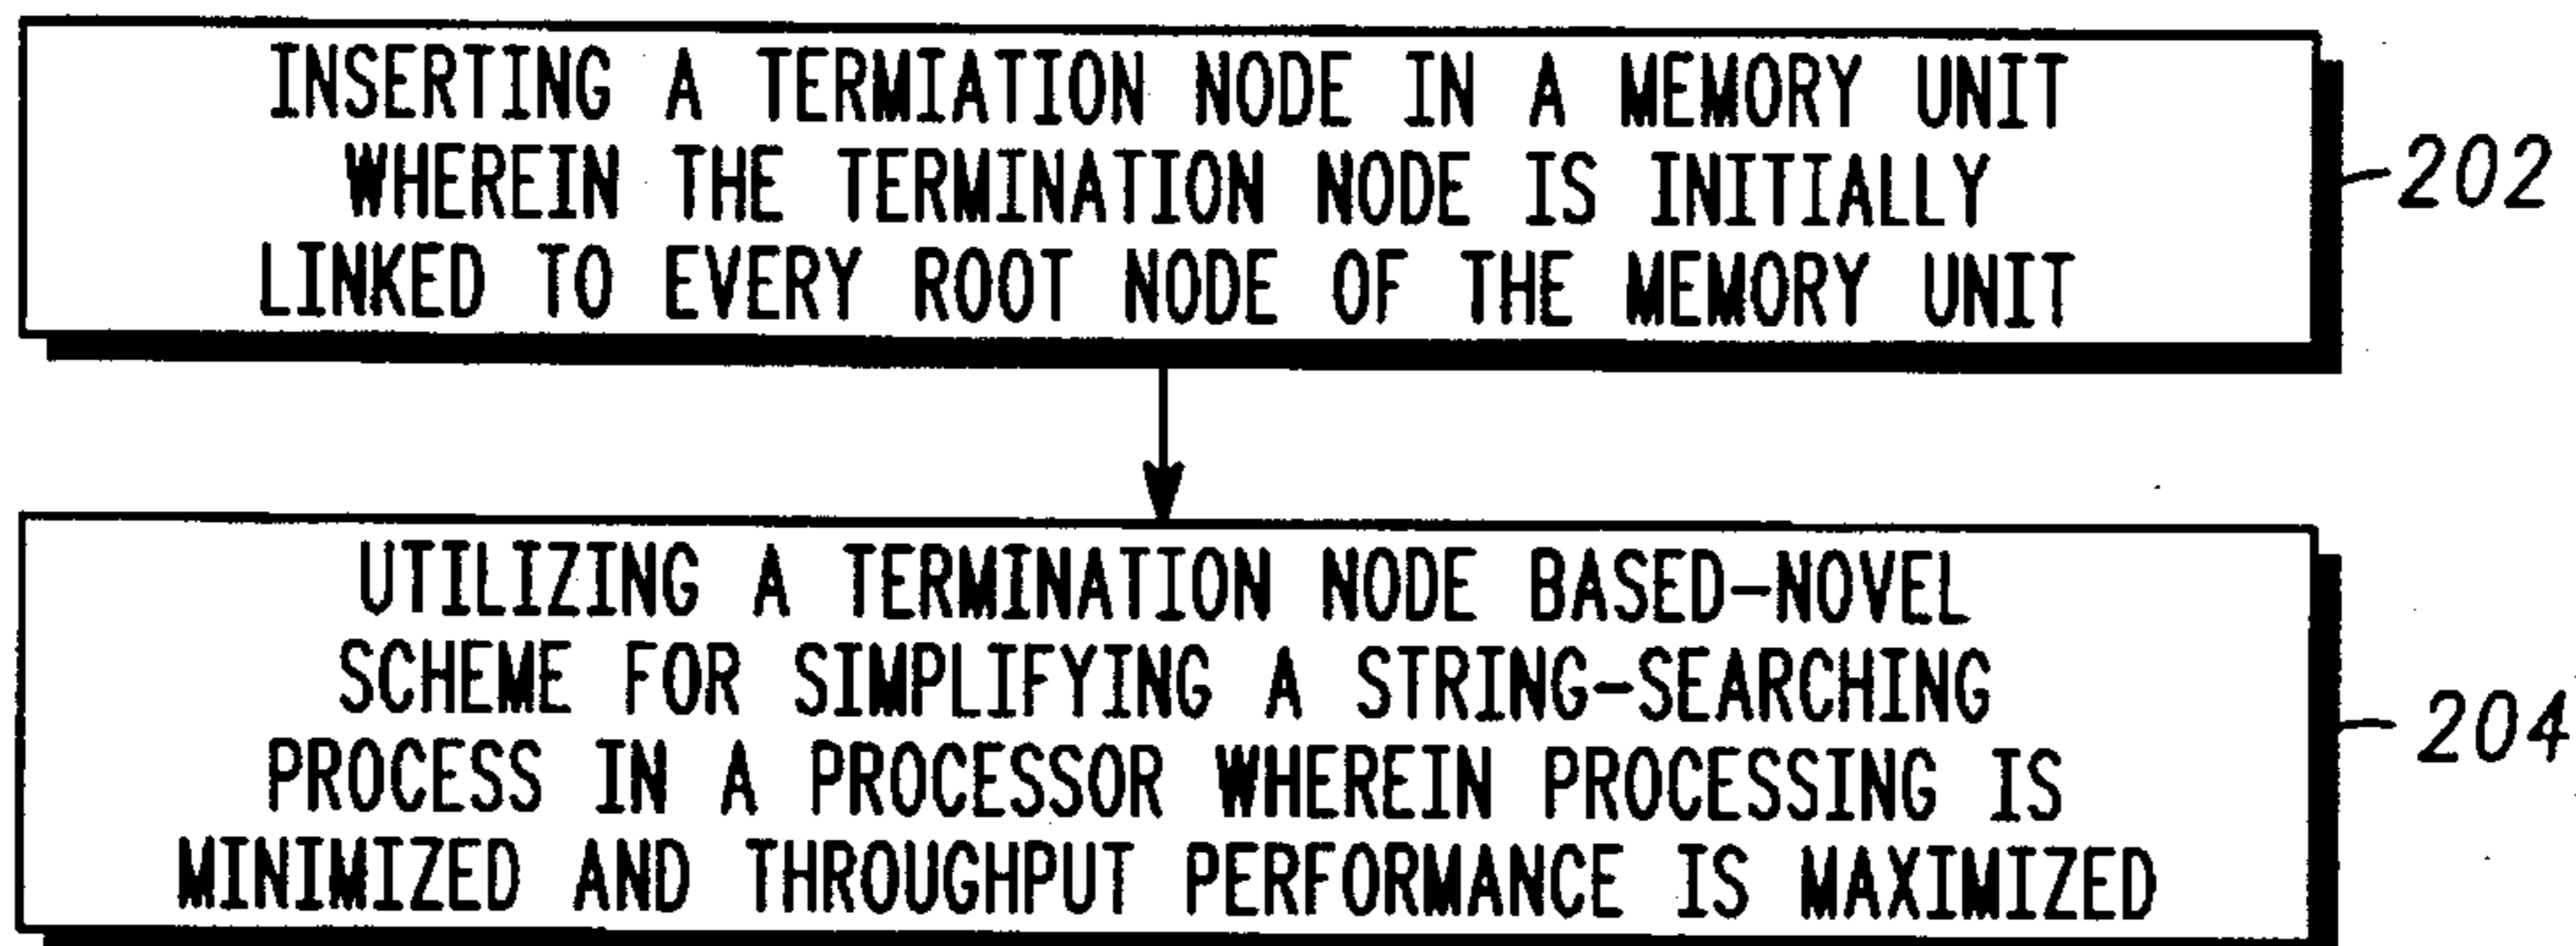 INSERTING A TERMIATION NODE IN A MEMORY UNIT
WHEREIN THE TERMINATION NODE IS INITIALLY
LINKED TO EVERY ROOT NODE OF THE MEMORY UNIT
202
UTILIZING A TERMINATION NODE BASED-NOVEL
SCHEME FOR SIMPLIFYING A STRING-SEARCHING
PROCESS IN A PROCESSOR WHEREIN PROCESSING IS
MINIMIZED AND THROUGHPUT PERFORMANCE IS MAXIMIZED
204